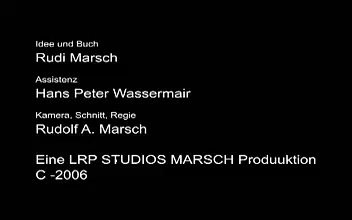 Idee und Buch
Rudi Marsch
Assistenz
Hans Peter Wassermair
Kamera, Schnitt, Regie
Rudolf A. Marsch
Eine LRP STUDIOS MARSCH Produuktion
C -2006